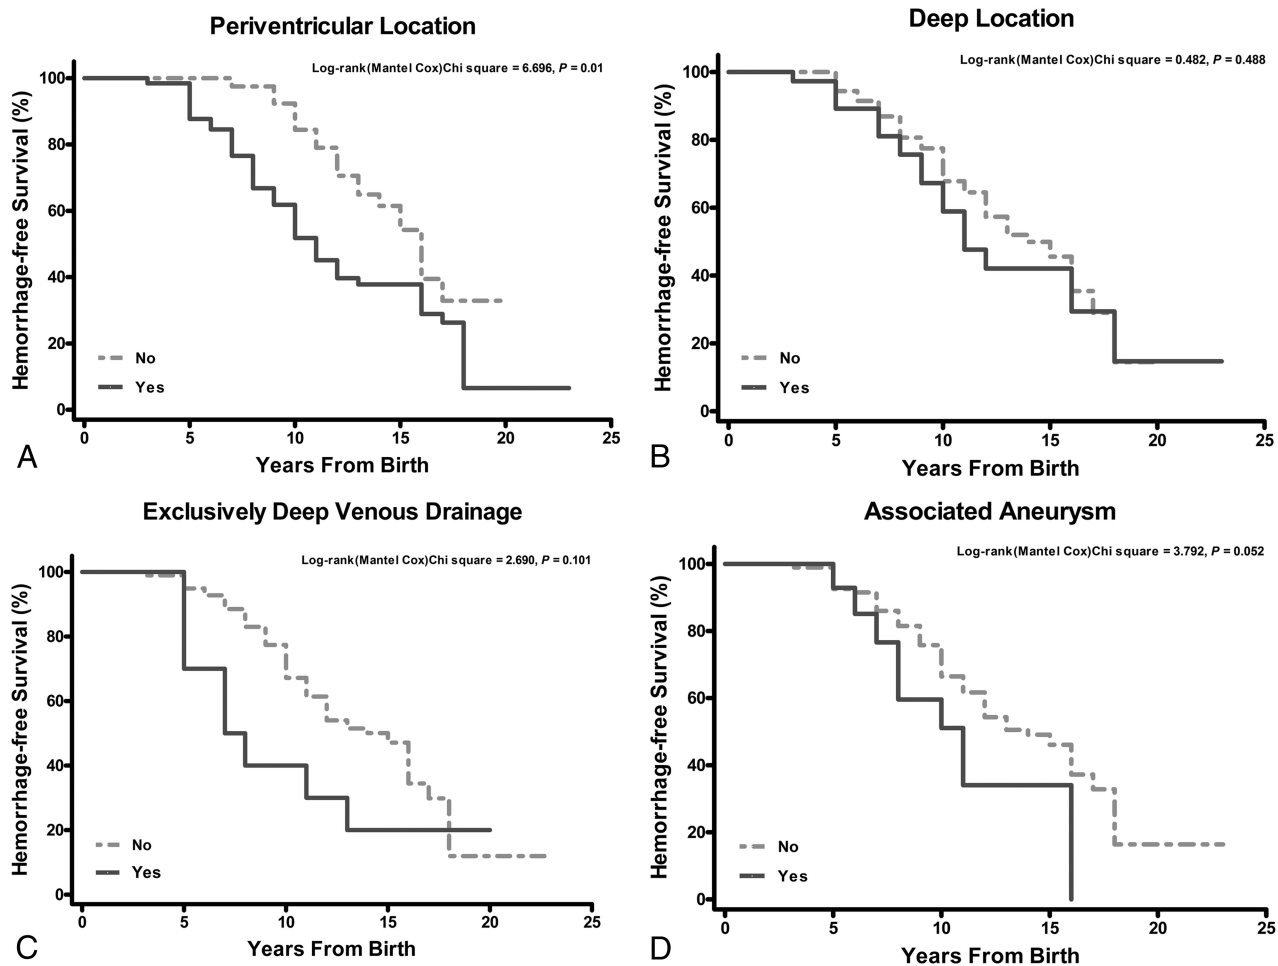 Periventricular Location
Log-rank(Mantel Cox)Chi square = 6.696, P = 0.01
Hemorrhage-free Survival (%)
100
80
60
40
20
0
No
Yes
0 5 10 15 20 25
Years From Birth
A
Deep Location
Log-rank(Mantel Cox)Chi square = 0.482, P = 0.488
Hemorrhage-free Survival (%)
100
80
60
40
20
0
No
Yes
0 5 10 15 20 25
Years From Birth
B
Exclusively Deep Venous Drainage
Log-rank(Mantel Cox)Chi square = 2.690, P = 0.101
Hemorrhage-free Survival (%)
100
80
60
40
20
0
No
Yes
0 5 10 15 20 25
Years From Birth
C
Associated Aneurysm
Log-rank(Mantel Cox)Chi square = 3.792, P = 0.052
Hemorrhage-free Survival (%)
100
80
60
40
20
0
No
Yes
0 5 10 15 20 25
Years From Birth
D